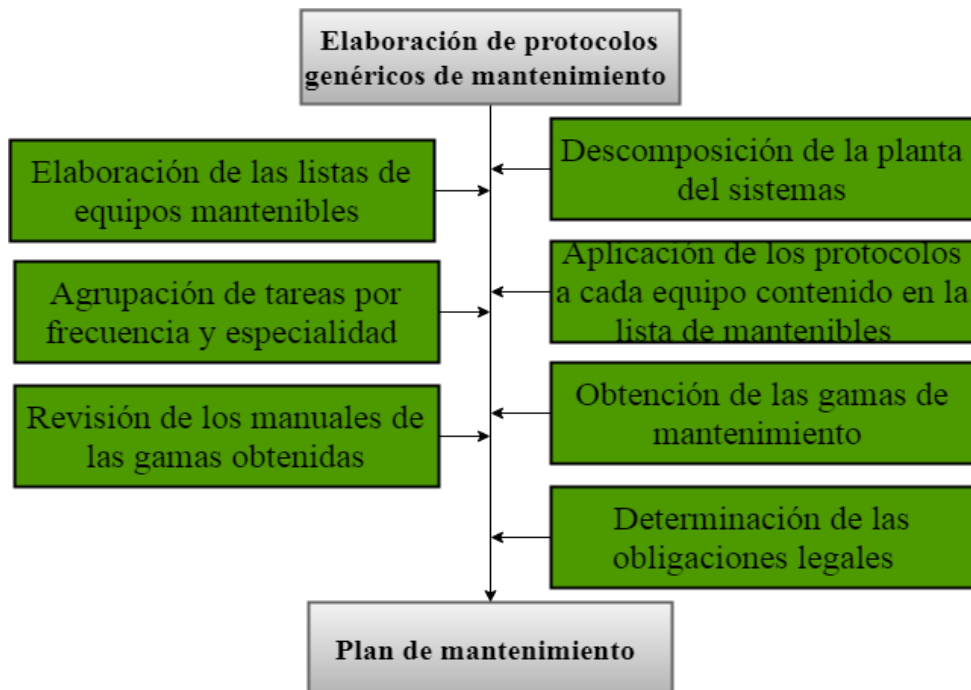 Elaboración de protocolos
genéricos de mantenimiento
Descomposición de la planta
del sistemas
Elaboración de las listas de
equipos mantenibles
Aplicación de los protocolos
a cada equipo contenido en la
lista de mantenibles
Agrupación de tareas por
frecuencia y especialidad
Obtención de las gamas de
mantenimiento
Revisión de los manuales de
las gamas obtenidas
Determinación de las
obligaciones legales
Plan de mantenimiento